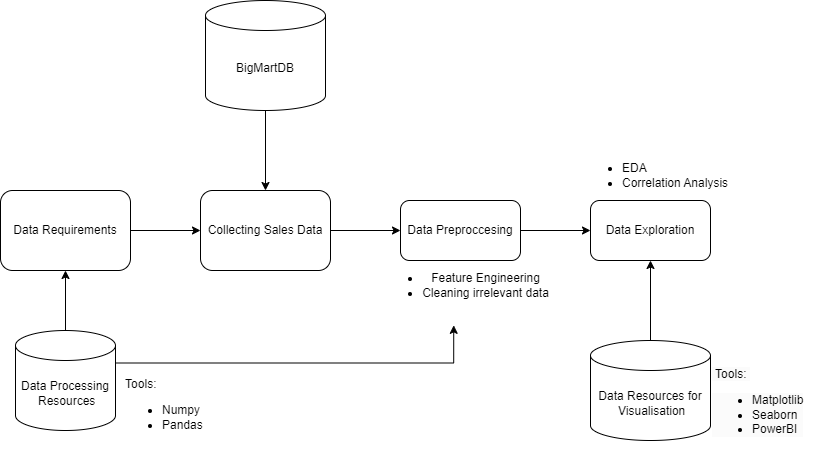 BigMartDB
• EDA
• Correlation Analysis
Data Requirements
Collecting Sales Data
Data Preproccesing
Data Exploration
• Feature Engineering
• Cleaning irrelevant data
Data Processing
Resources
Tools:
• Numpy
• Pandas
Data Resources for
Visualisation
Tools:
• Matplotlib
• Seaborn
• PowerBI